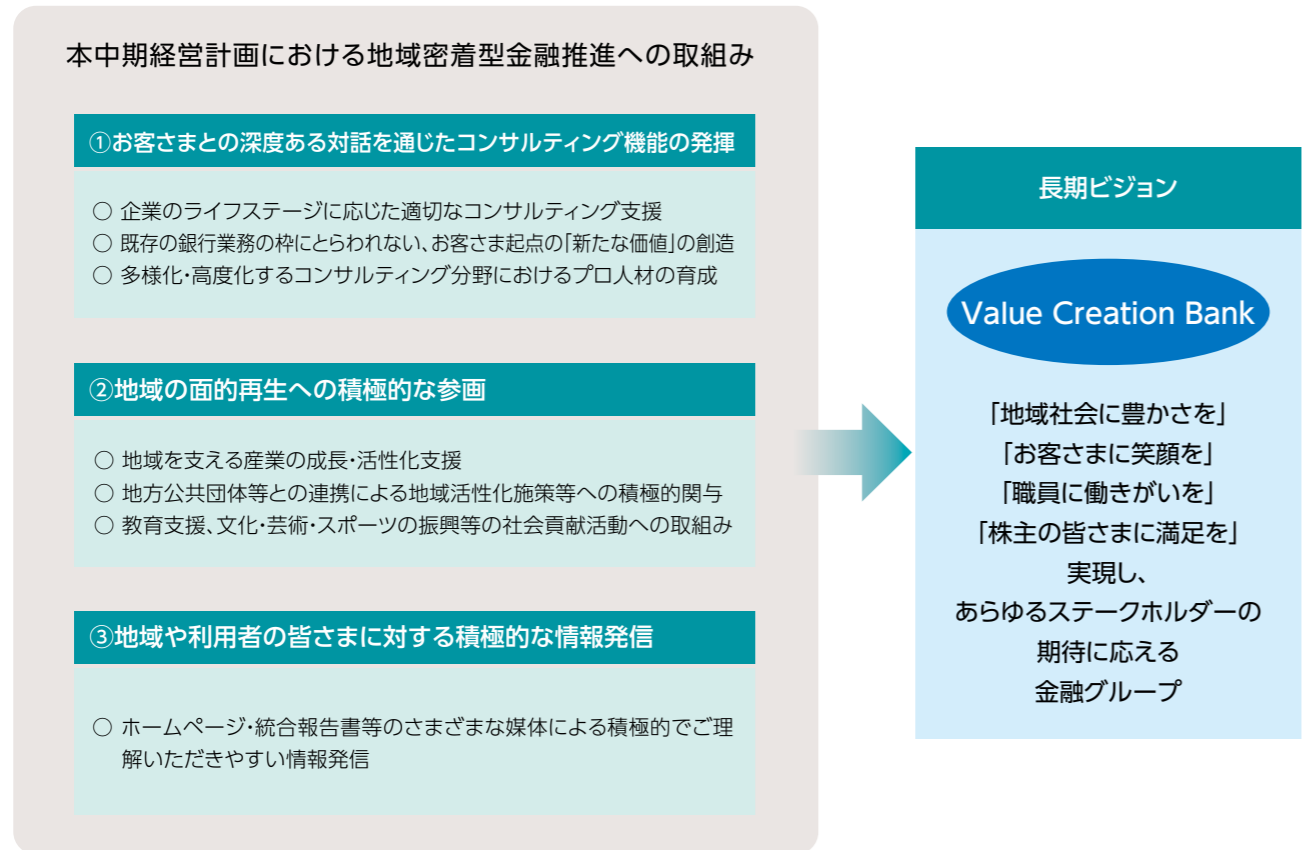 本中期経営計画における地域密着型金融推進への取組み
①お客さまとの深度ある対話を通じたコンサルティング機能の発揮
○ 企業のライフステージに応じた適切なコンサルティング支援
○ 既存の銀行業務の枠にとらわれない、お客さま起点の「新たな価値」の創造
○ 多様化・高度化するコンサルティング分野におけるプロ人材の育成
②地域の面的再生への積極的な参画
○ 地域を支える産業の成長・活性化支援
○ 地方公共団体等との連携による地域活性化施策等への積極的関与
○ 教育支援、文化・芸術・スポーツの振興等の社会貢献活動への取組み
③地域や利用者の皆さまに対する積極的な情報発信
○ ホームページ・統合報告書等のさまざまな媒体による積極的でご理
解いただきやすい情報発信
長期ビジョン
Value Creation Bank
「地域社会に豊かさを」
「お客さまに笑顔を」
「職員に働きがいを」
「株主の皆さまに満足を」
実現し、
あらゆるステークホルダーの
期待に応える
金融グループ